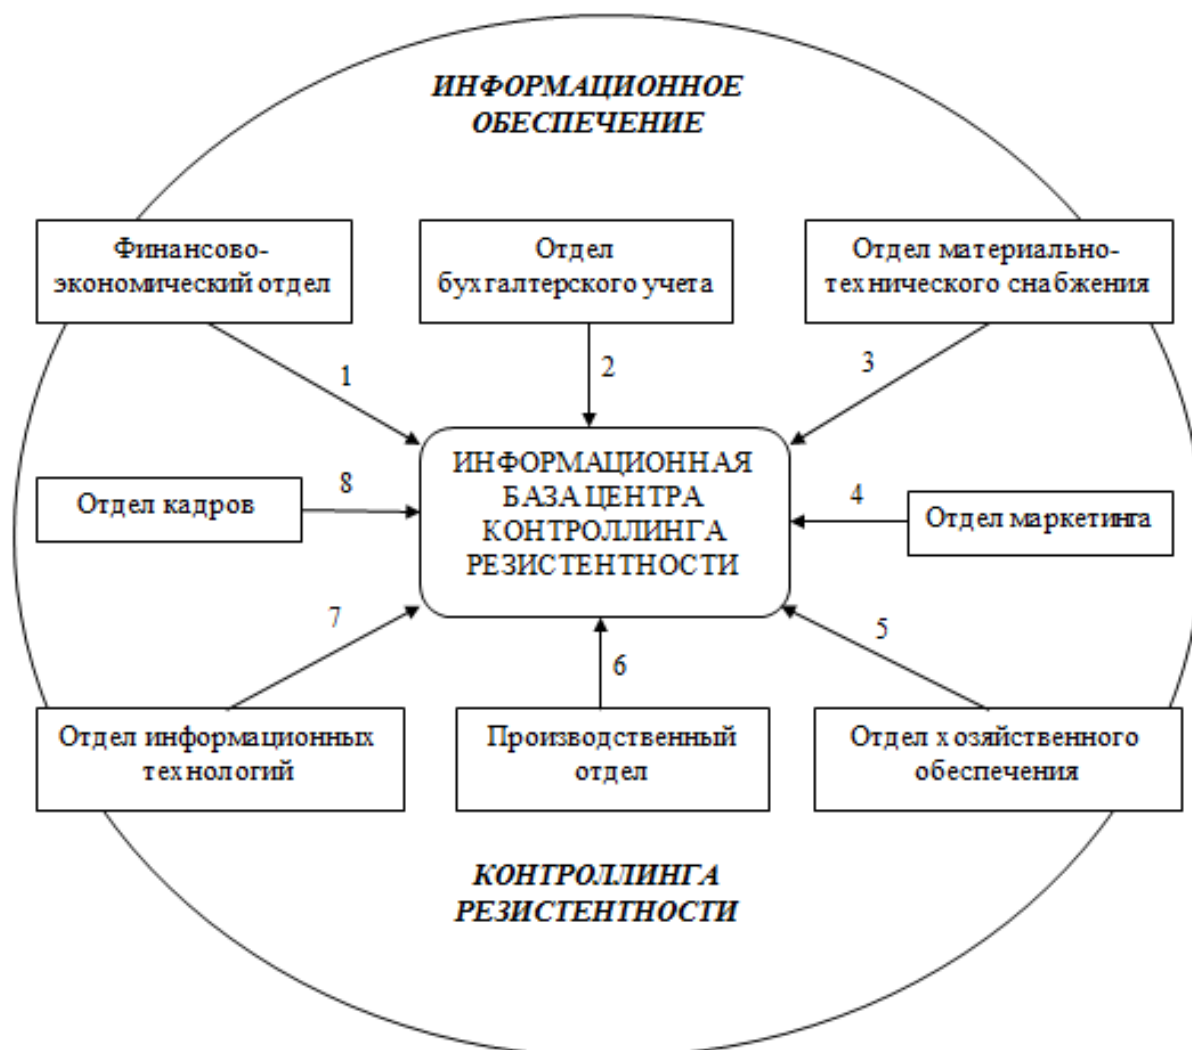 ИНФОРМАЦИОННОЕ
ОБЕСПЕЧЕНИЕ
Финансово-
экономический отдел
Отдел
бухгалтерского учета
Отдел материально-
технического снабжения
1
2
3
ИНФОРМАЦИОННАЯ
БАЗА ЦЕНТРА
КОНТРОЛЛИНГА
РЕЗИСТЕНТНОСТИ
Отдел кадров
8
4
Отдел маркетинга
7
6
5
Отдел информационных
технологий
Производственный
отдел
Отдел хозяйственного
обеспечения
КОНТРОЛЛИНГА
РЕЗИСТЕНТНОСТИ